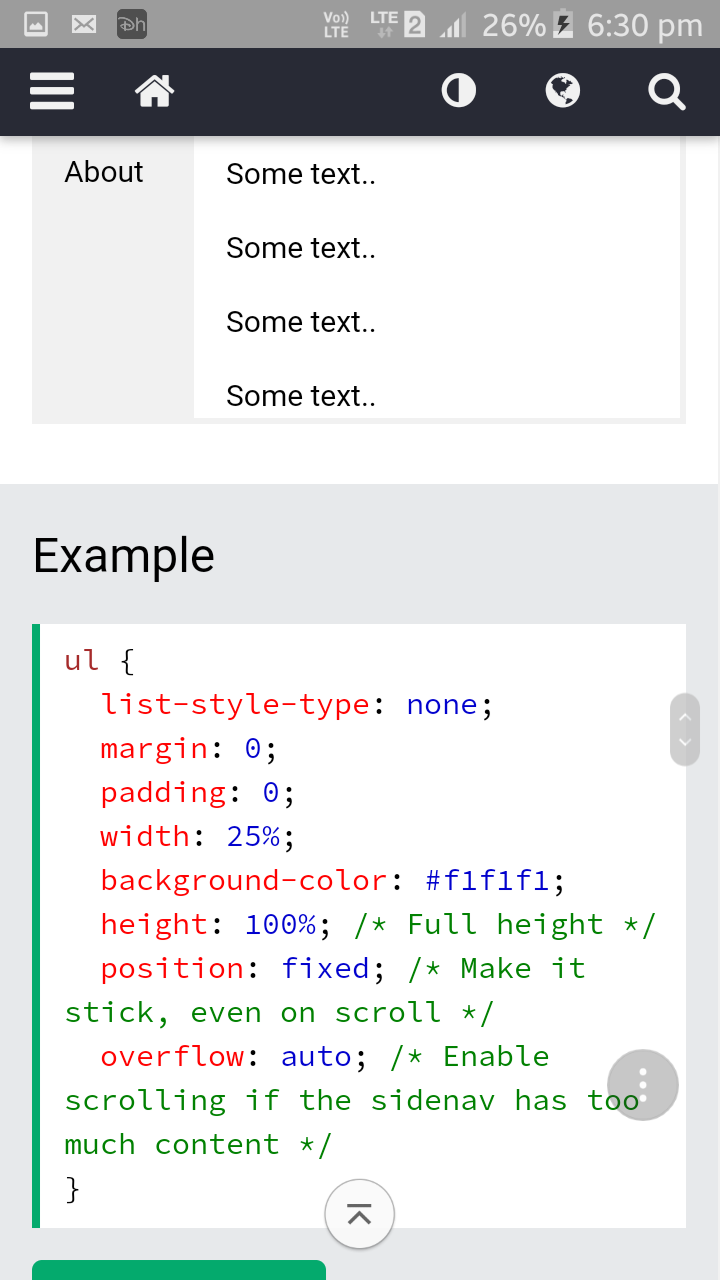 Dh Vo)) LTE LTE 2 26% 6:30 pm
About
Some text..
Some text..
Some text..
Some text..
Example
ul {
list-style-type: none;
margin: 0;
padding: 0;
width: 25%;
background-color: #f1f1f1;
height: 100%; /* Full height */
position: fixed; /* Make it
stick, even on scroll */
overflow: auto; /* Enable
scrolling if the sidenav has too
much content */
}